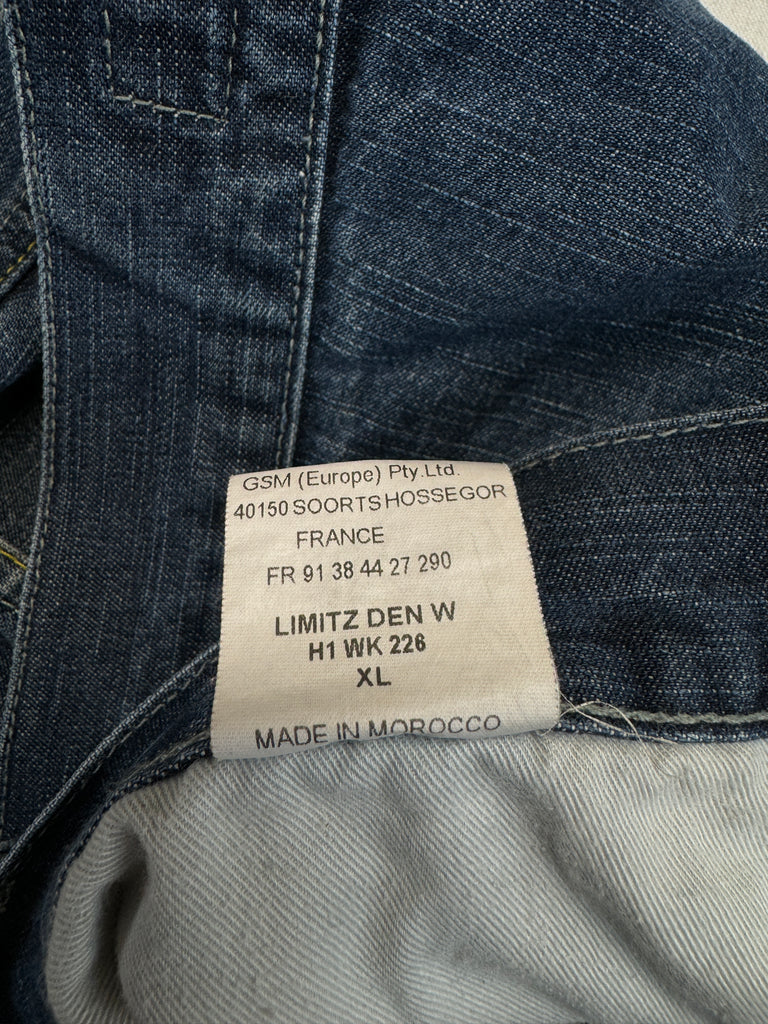 GSM (Europe) Pty.Ltd.
40150 SOORTS HOSSEGOR
FRANCE
FR 91 38 44 27 290
LIMITZ DEN W
H1 WK 226
XL
MADE IN MOROCCO